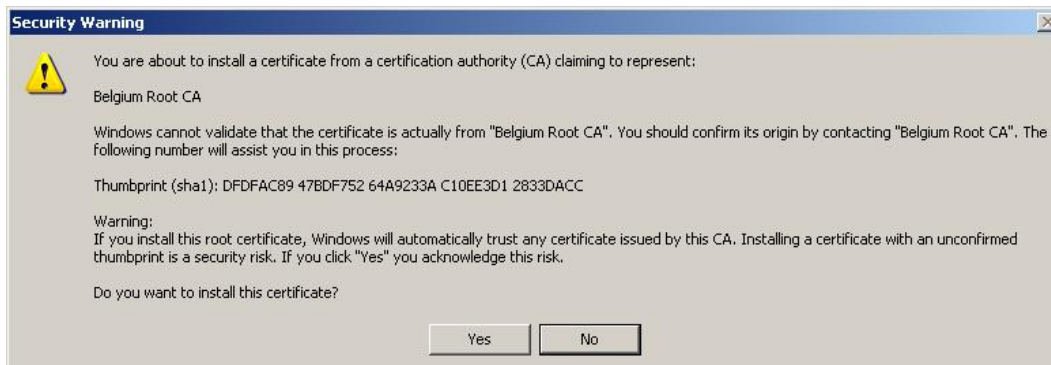 Security Warning
You are about to install a certificate from a certification authority (CA) claiming to represent:
Belgium Root CA
Windows cannot validate that the certificate is actually from "Belgium Root CA". You should confirm its origin by contacting "Belgium Root CA". The
following number will assist you in this process:
Thumbprint (sha1): DFDFAC89 47BDF752 64A9233A C10EE3D1 2833DACC
Warning:
If you install this root certificate, Windows will automatically trust any certificate issued by this CA. Installing a certificate with an unconfirmed
thumbprint is a security risk. If you click "Yes" you acknowledge this risk.
Do you want to install this certificate?
Yes
No